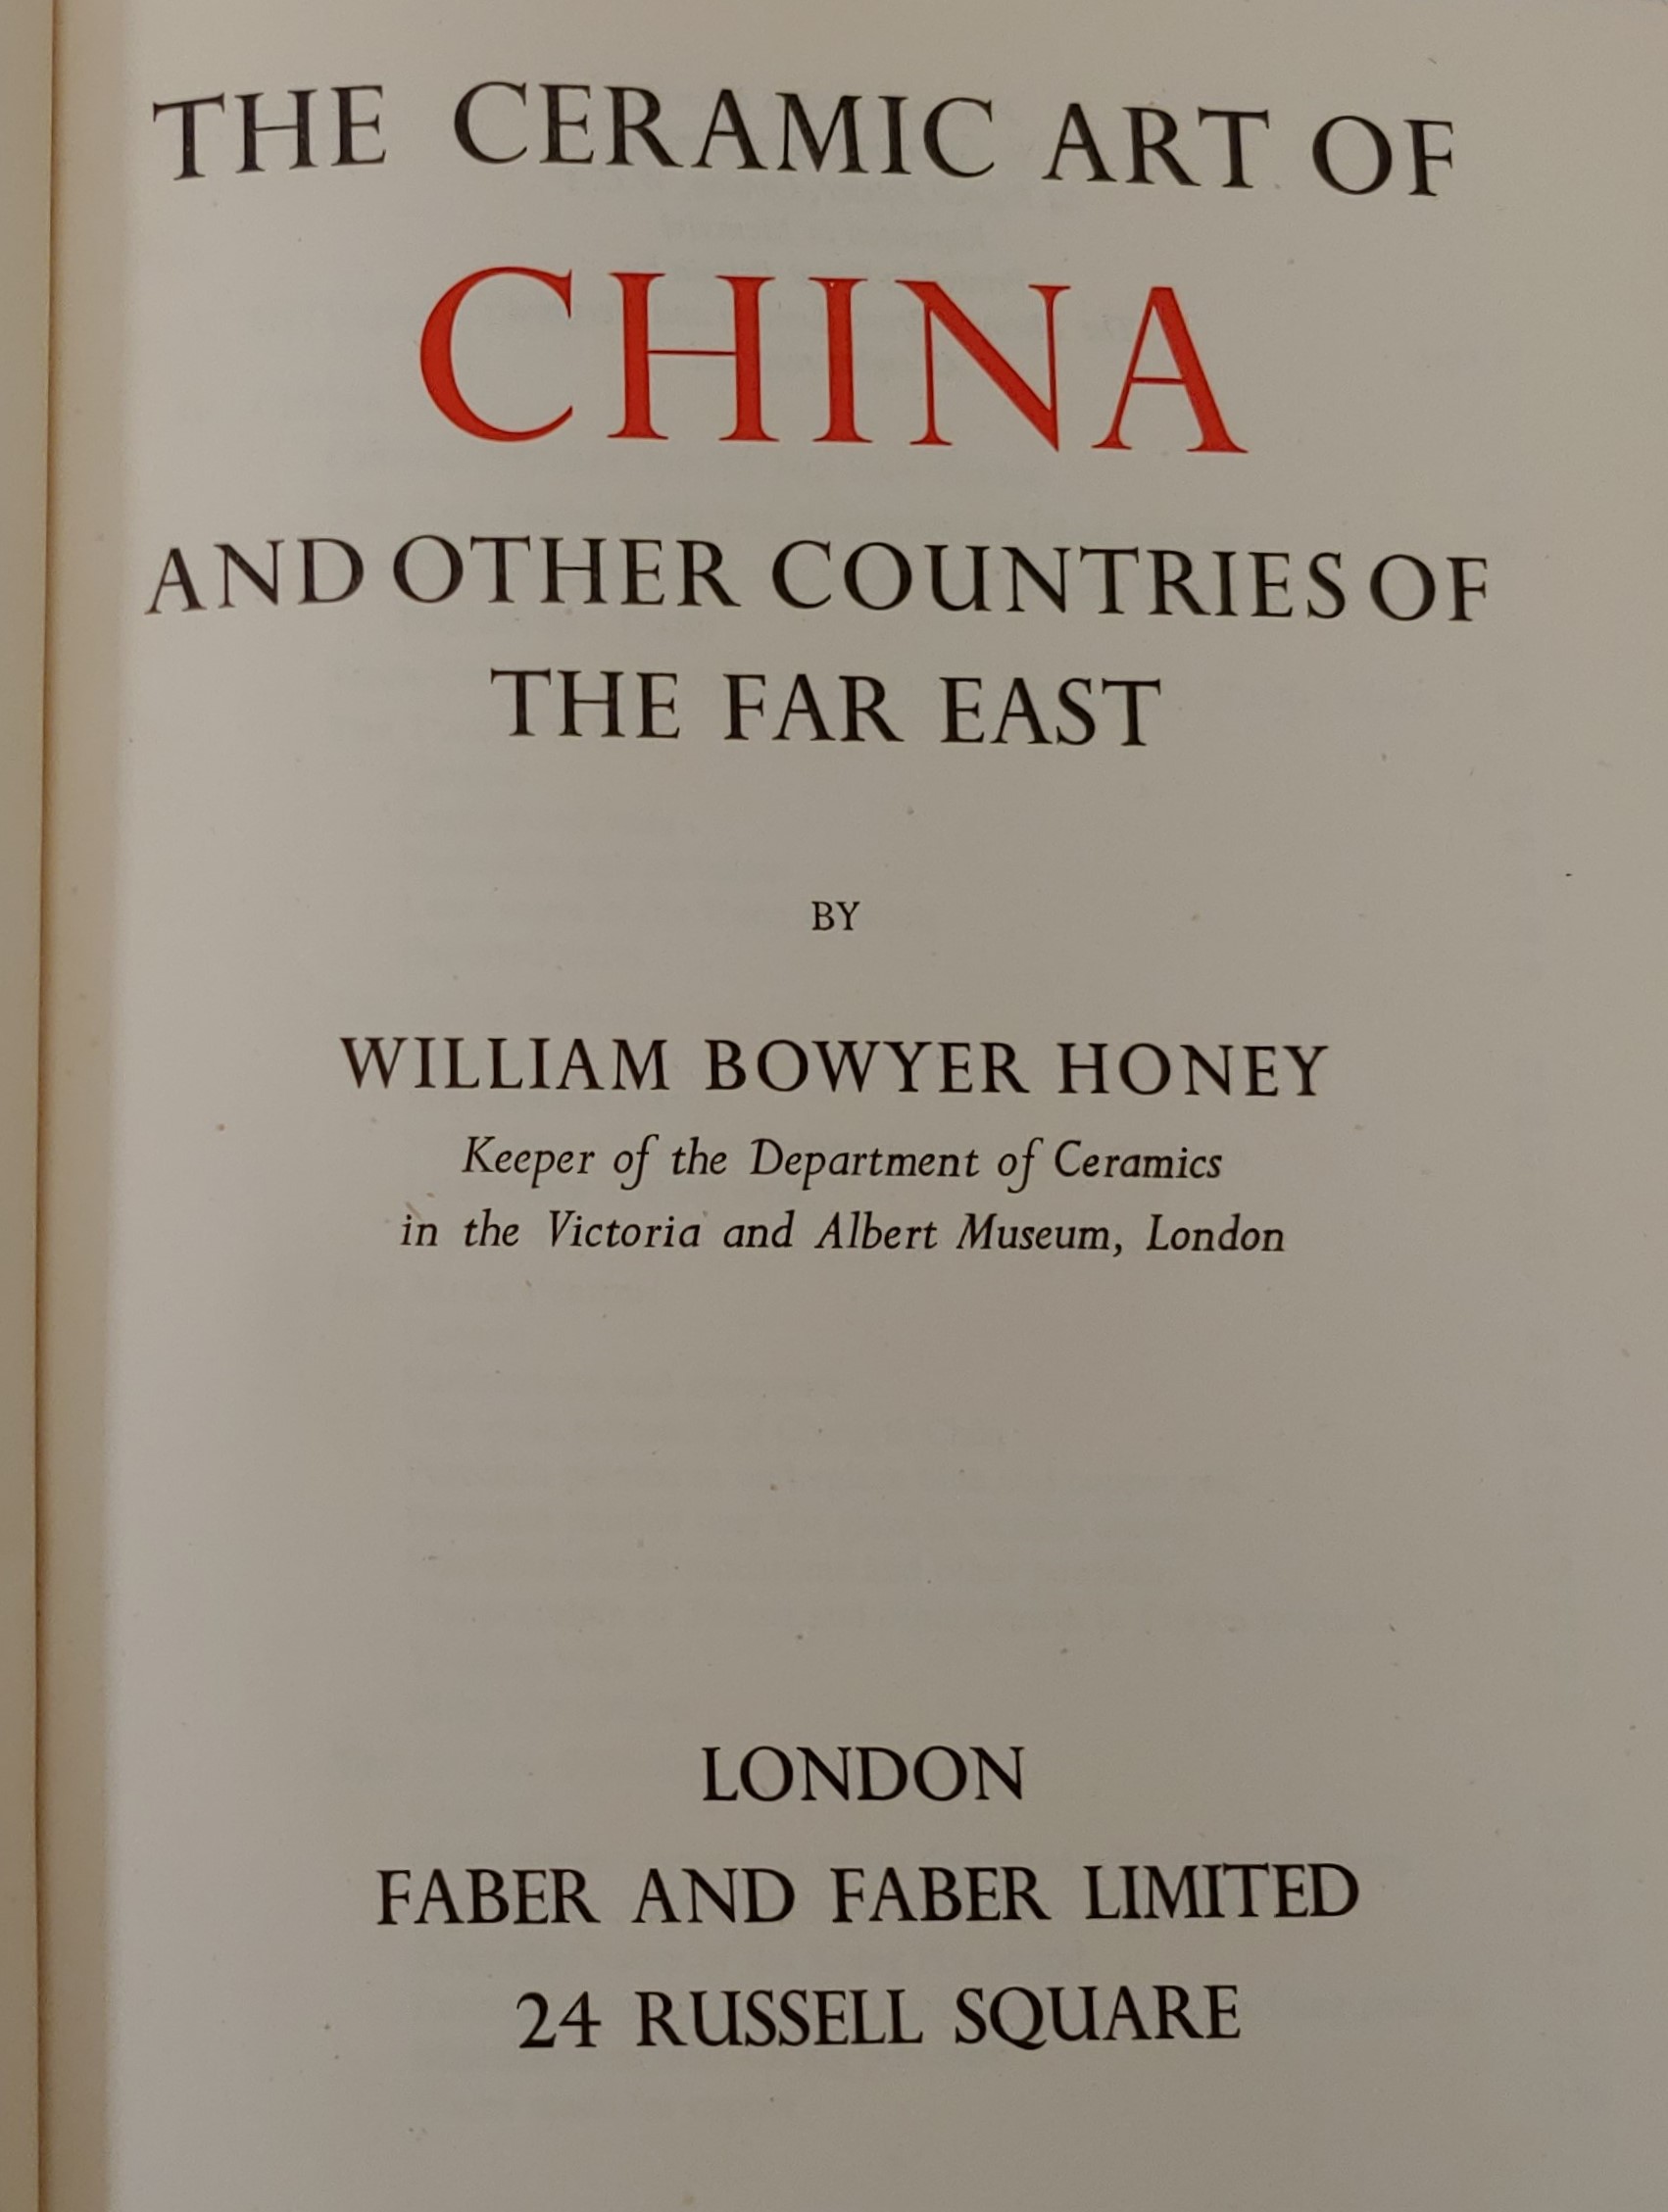 THE CERAMIC ART OF
CHINA
AND OTHER COUNTRIES OF
THE FAR EAST
BY
WILLIAM BOWYER HONEY
Keeper of the Department of Ceramics
in the Victoria and Albert Museum, London
LONDON
FABER AND FABER LIMITED
24 RUSSELL SQUARE